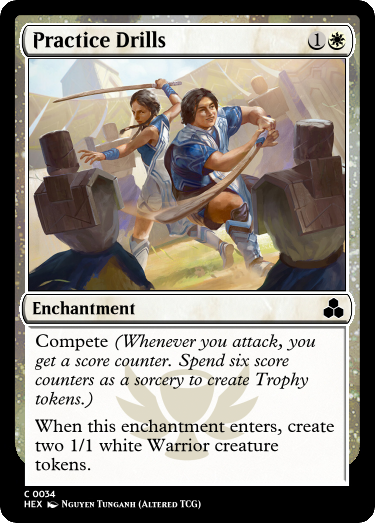 Practice Drills 1
Enchantment
Compete (Whenever you attack, you
get a score counter. Spend six score
counters as a sorcery to create Trophy
tokens.)
When this enchantment enters, create
two 1/1 white Warrior creature
tokens.
C 0034
HEX Nguyen Tunganh (Altered TCG)